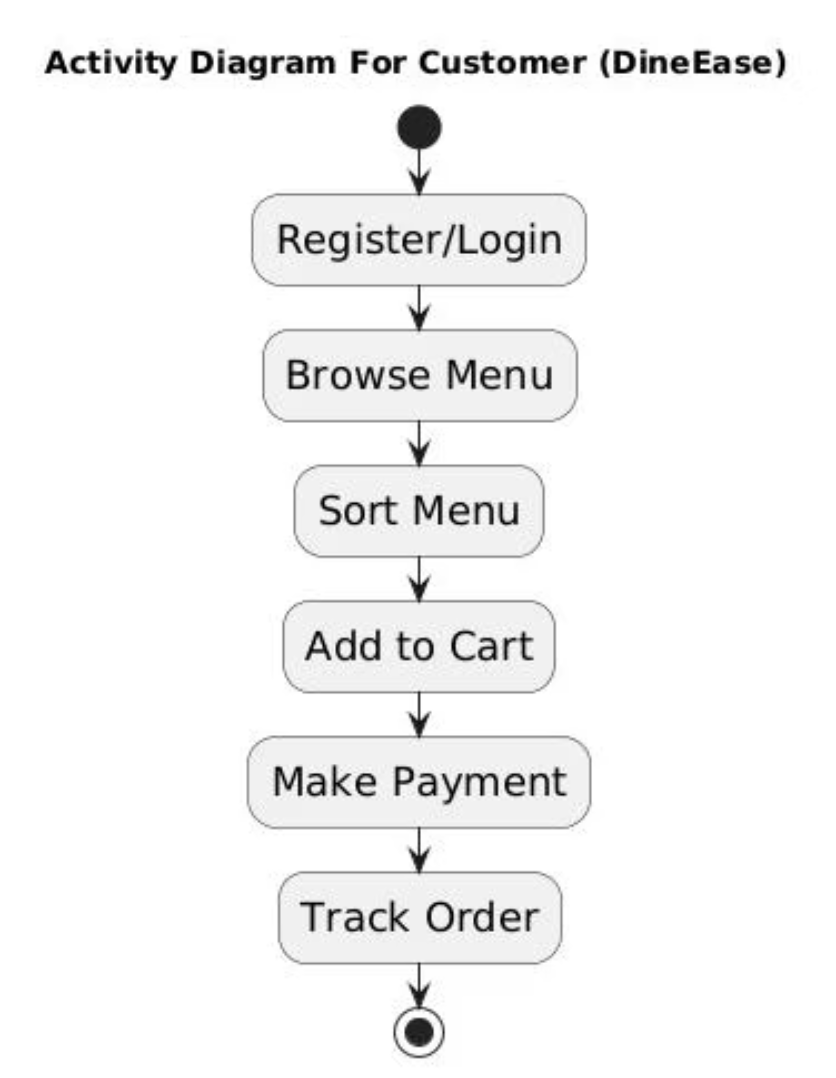 Activity Diagram For Customer (DineEase)
Register/Login
Browse Menu
Sort Menu
Add to Cart
Make Payment
Track Order